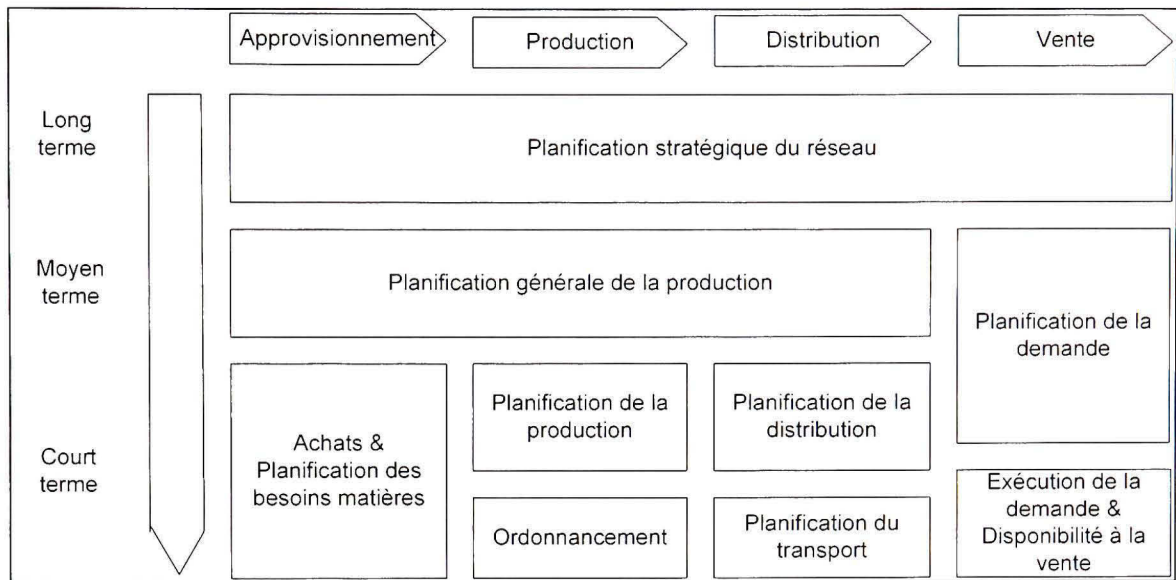 Approvisionnement
Production
Distribution
Vente
Long
terme
Planification stratégique du réseau
Moyen
terme
Planification générale de la production
Planification de la
demande
Court
terme
Achats &
Planification des
besoins matières
Planification de la
production
Planification de la
distribution
Ordonnancement
Planification du
transport
Exécution de la
demande &
Disponibilité à la
vente